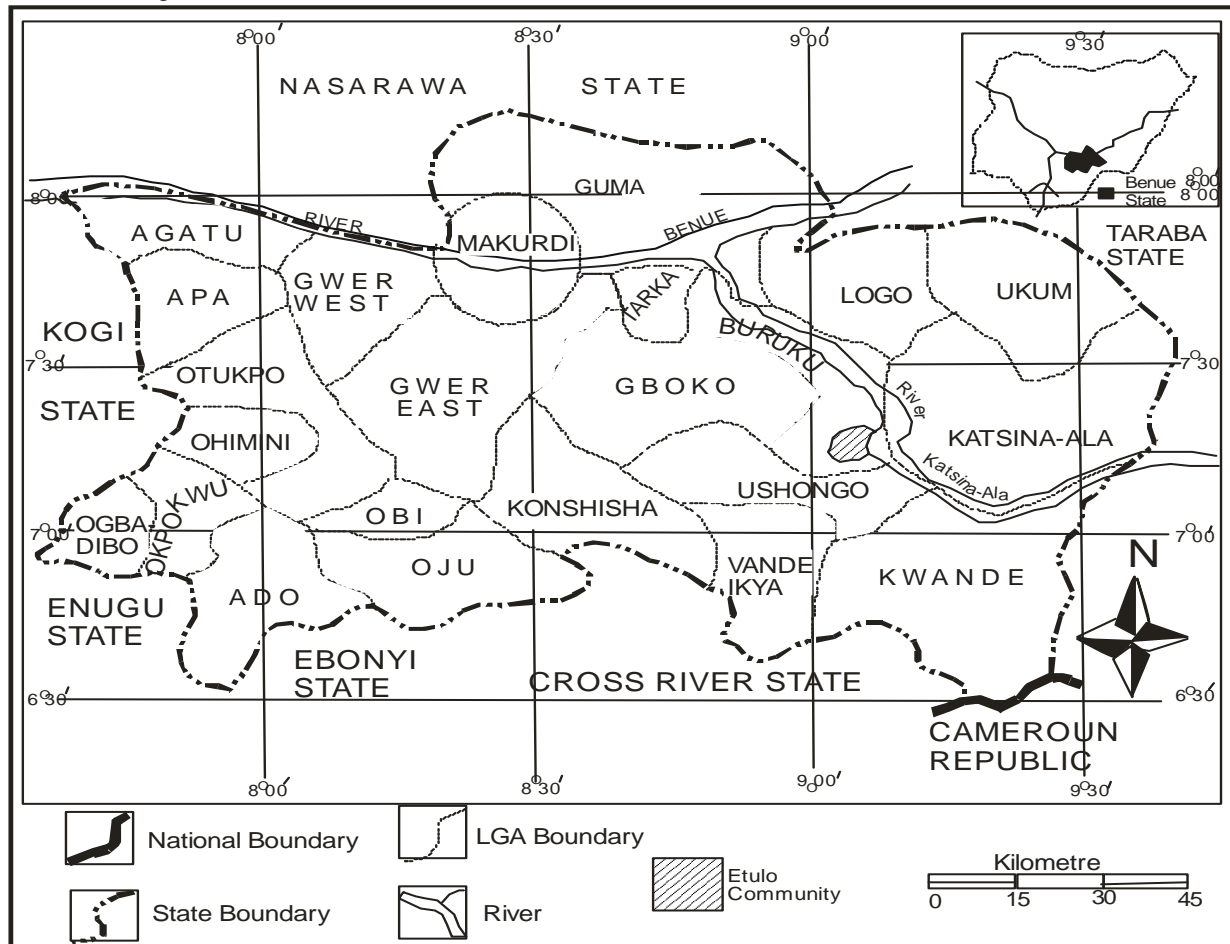 8°00′
8°30′
9°00′
9°30′
NASARAWA STATE
GUMA
8°00′
Benue
State
8°00′
8°00′
RIVER
BENUE
AGATU
MAKURDI
TARABA
STATE
APA
GWER
WEST
TARKA
LOGO
UKUM
KOGI
STATE
BURUKU
7°30′
7°30′
OTUKPO
GWER
EAST
GBOKO
River
Katsina-Ala
OHIMINI
KATSINA-ALA
USHONGO
OKPOKWU
OGBA-
DIBO
OBI
KONSHISHA
7°00′
7°00′
OJU
VANDE
IKYA
KWANDE
N
ADO
ENUGU
STATE
EBONYI
STATE
CROSS RIVER STATE
6°30′
6°30′
CAMEROUN
REPUBLIC
8°00′
8°30′
9°00′
9°30′
National Boundary
LGA Boundary
State Boundary
River
Etulo
Community
Kilometre
0 15 30 45